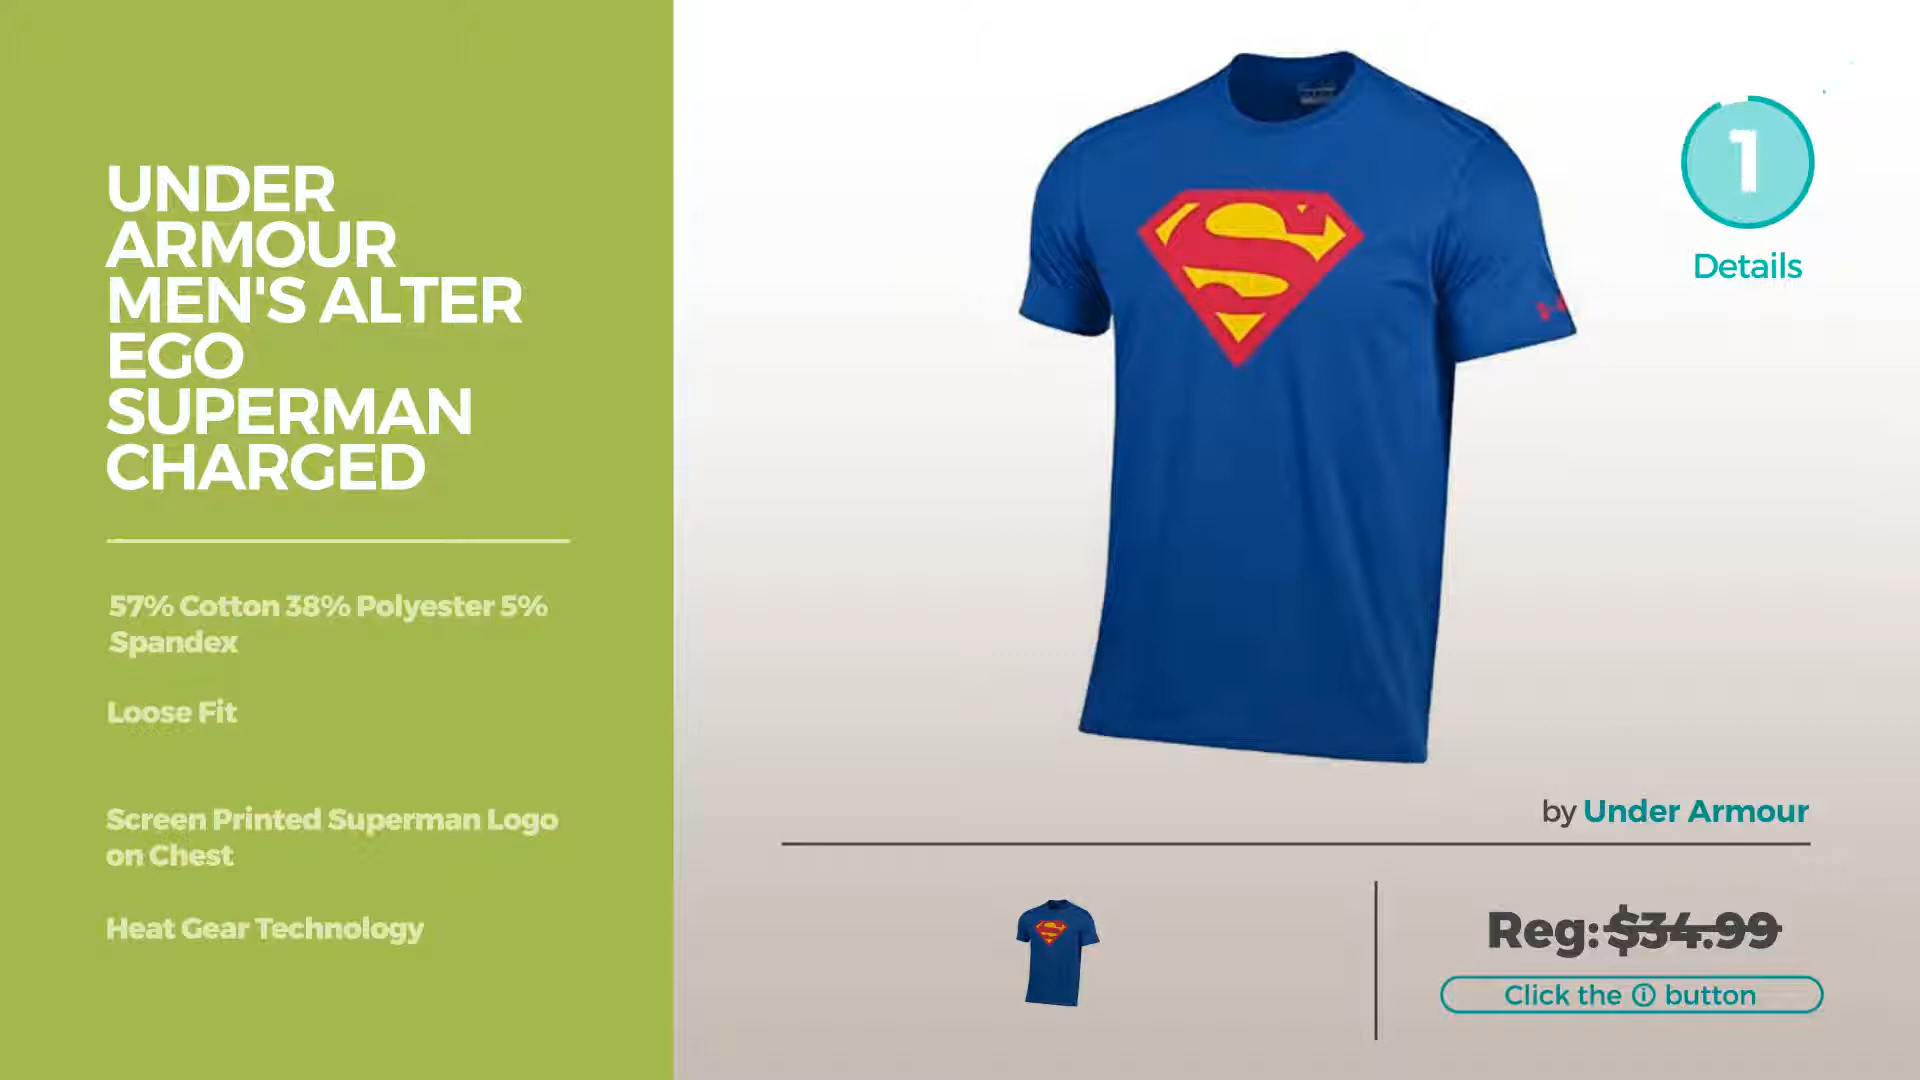 UNDER
ARMOUR
MEN'S ALTER
EGO
SUPERMAN
CHARGED
57% Cotton 38% Polyester 5%
Spandex
Loose Fit
Screen Printed Superman Logo
on Chest
Heat Gear Technology
1
Details
by Under Armour
Reg: $34.99
Click the ⓘ button